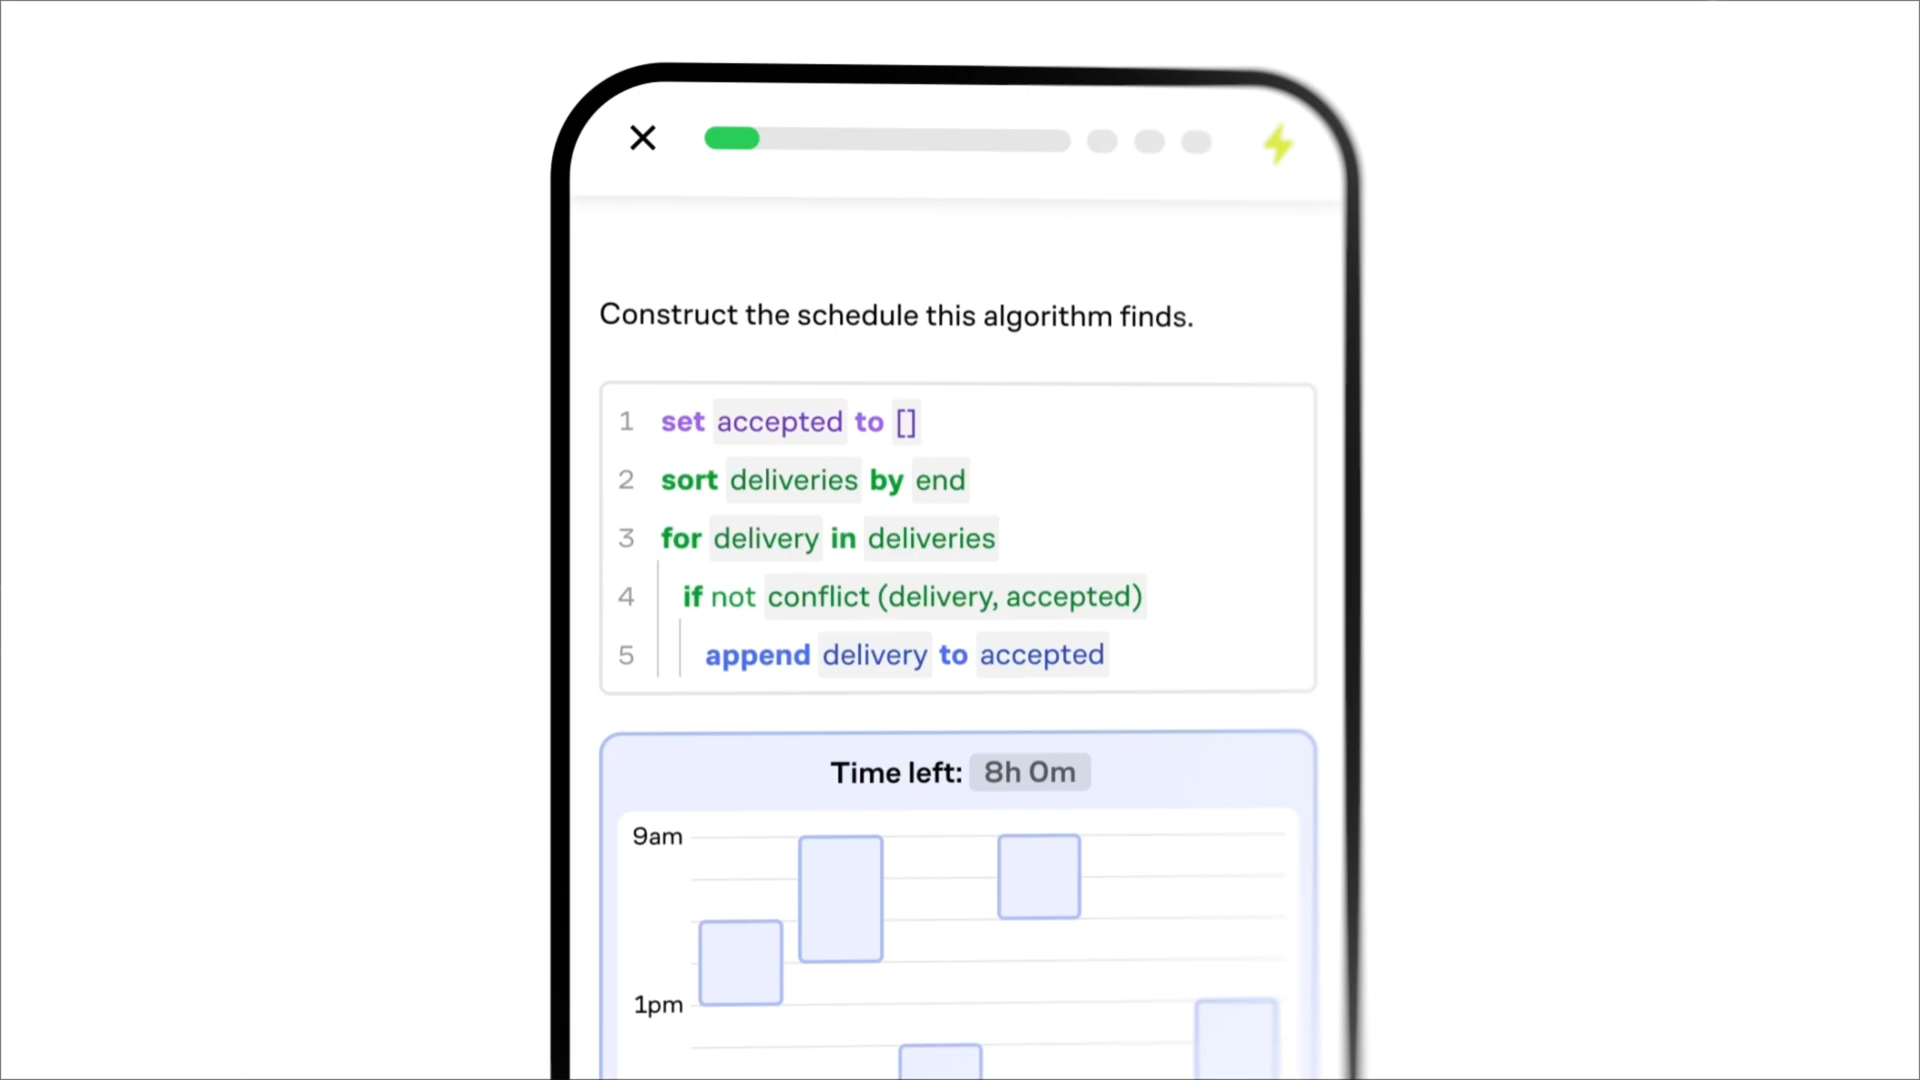 Construct the schedule this algorithm finds.
1 set accepted to []
2 sort deliveries by end
3 for delivery in deliveries
4 if not conflict (delivery, accepted)
5 append delivery to accepted
Time left: 8h 0m
9am
1pm